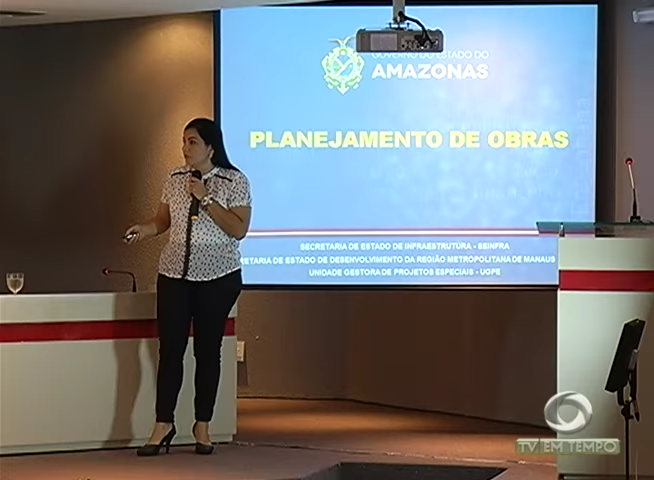 GOVERNO DO ESTADO DO
AMAZONAS
PLANEJAMENTO DE OBRAS
SECRETARIA DE ESTADO DE INFRAESTRUTURA - SEINFRA
RETARIA DE ESTADO DE DESENVOLVIMENTO DA REGIÃO METROPOLITANA DE MANAUS
UNIDADE GESTORA DE PROJETOS ESPECIAIS - UGPE
TV EM TEMPO